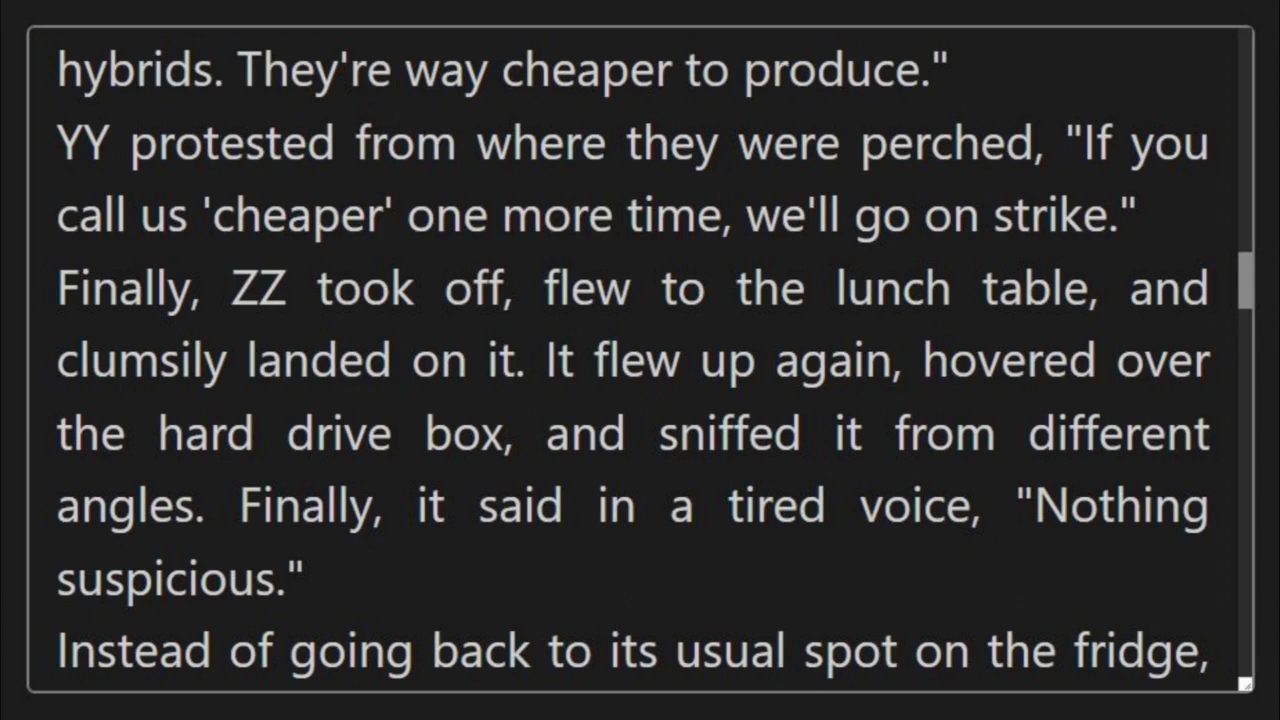 hybrids. They're way cheaper to produce."
YY protested from where they were perched, "If you
call us 'cheaper' one more time, we'll go on strike."
Finally, ZZ took off, flew to the lunch table, and
clumsily landed on it. It flew up again, hovered over
the hard drive box, and sniffed it from different
angles. Finally, it said in a tired voice, "Nothing
suspicious."
Instead of going back to its usual spot on the fridge,